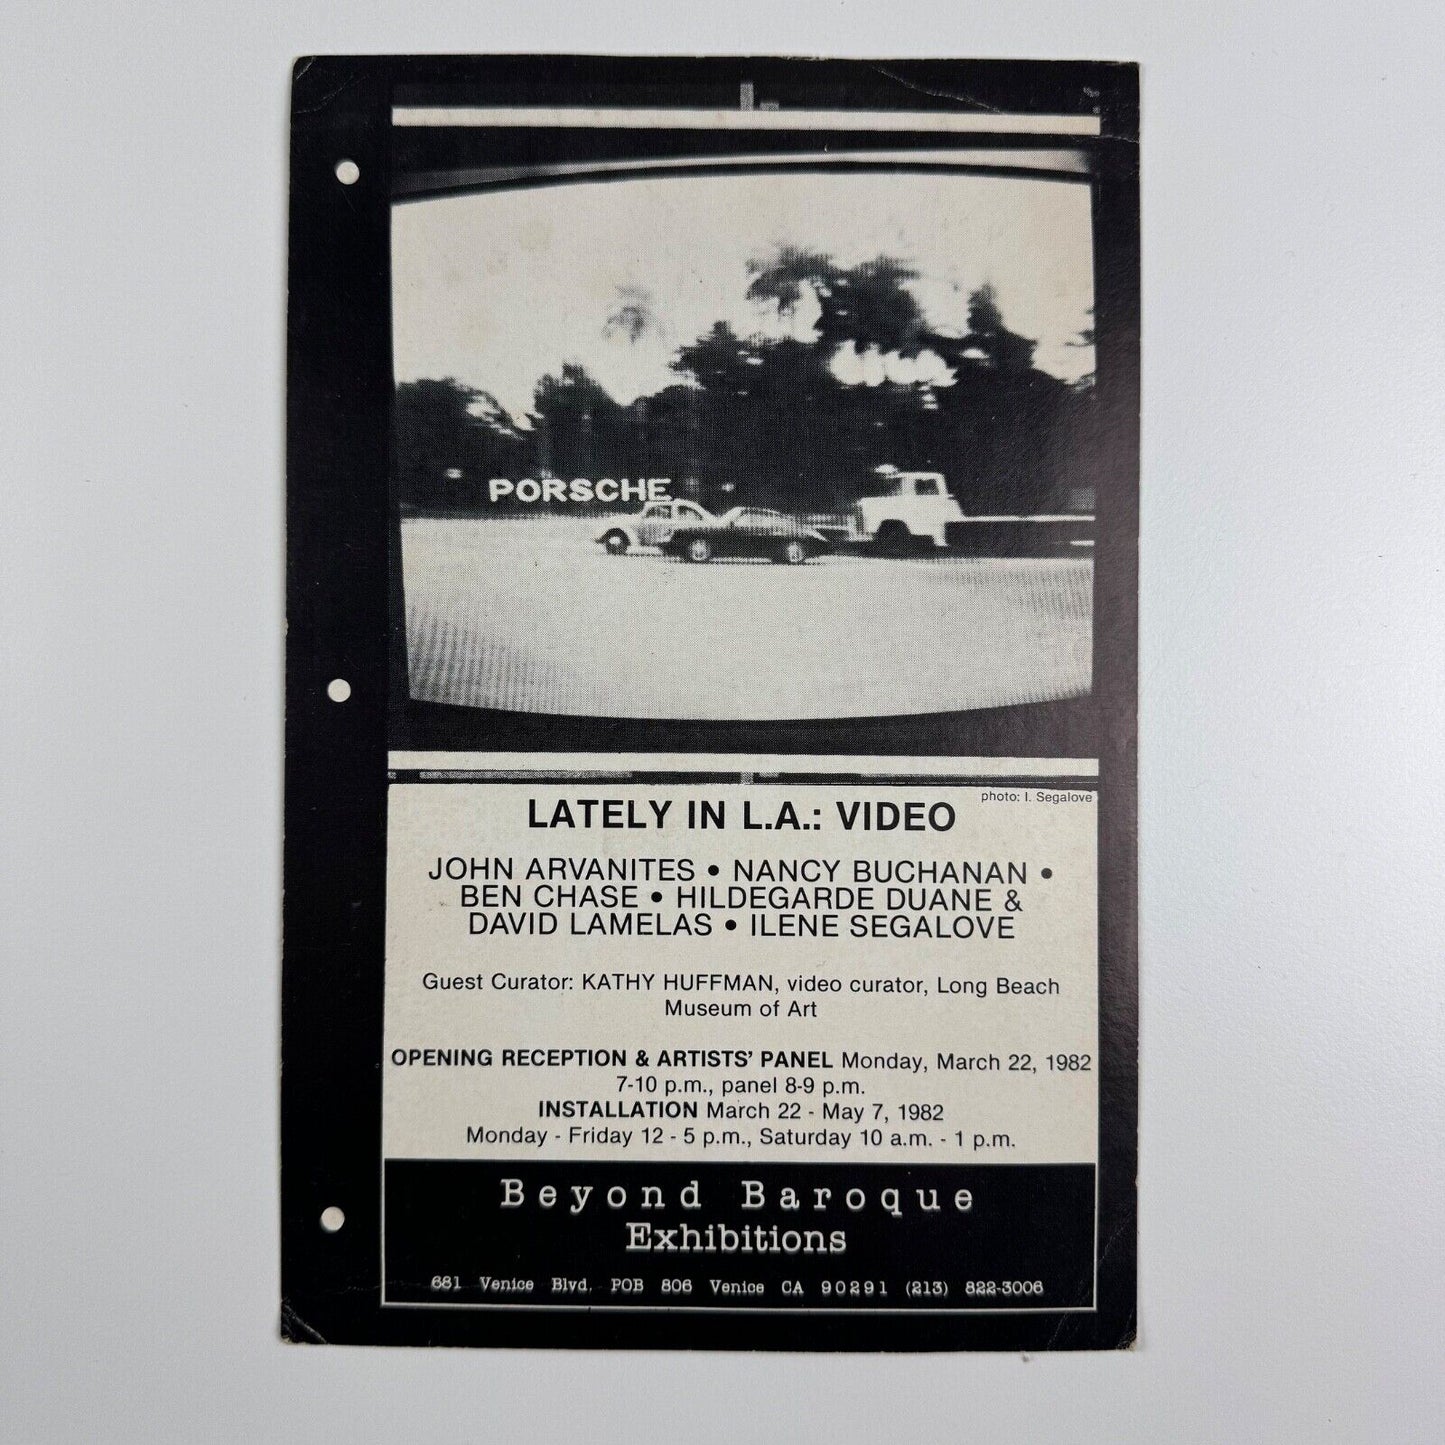 PORSCHE
photo: I. Segalove
LATELY IN L.A.: VIDEO
JOHN ARVANITES • NANCY BUCHANAN •
BEN CHASE • HILDEGARDE DUANE &
DAVID LAMELAS • ILENE SEGALOVE
Guest Curator: KATHY HUFFMAN, video curator, Long Beach
Museum of Art
OPENING RECEPTION & ARTISTS' PANEL Monday, March 22, 1982
7-10 p.m., panel 8-9 p.m.
INSTALLATION March 22 - May 7, 1982
Monday - Friday 12 - 5 p.m., Saturday 10 a.m. - 1 p.m.
Beyond Baroque
Exhibitions
681 Venice Blvd. POB 806 Venice CA 90291 (213) 822-3006